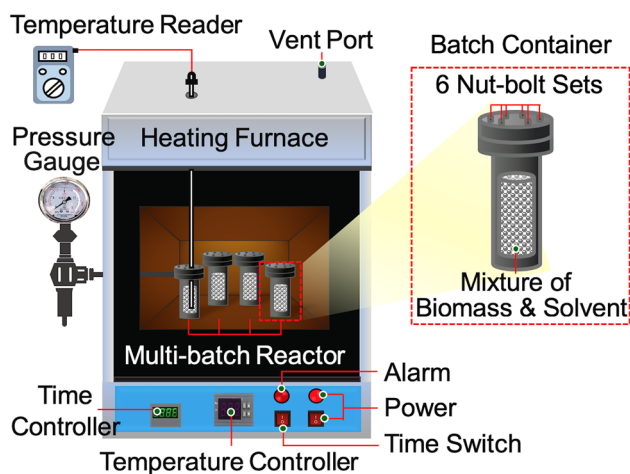 Temperature Reader
Vent Port
Batch Container
6 Nut-bolt Sets
Pressure
Gauge
Heating Furnace
Mixture of
Biomass & Solvent
Multi-batch Reactor
Alarm
Time
Controller
Power
Time Switch
Temperature Controller